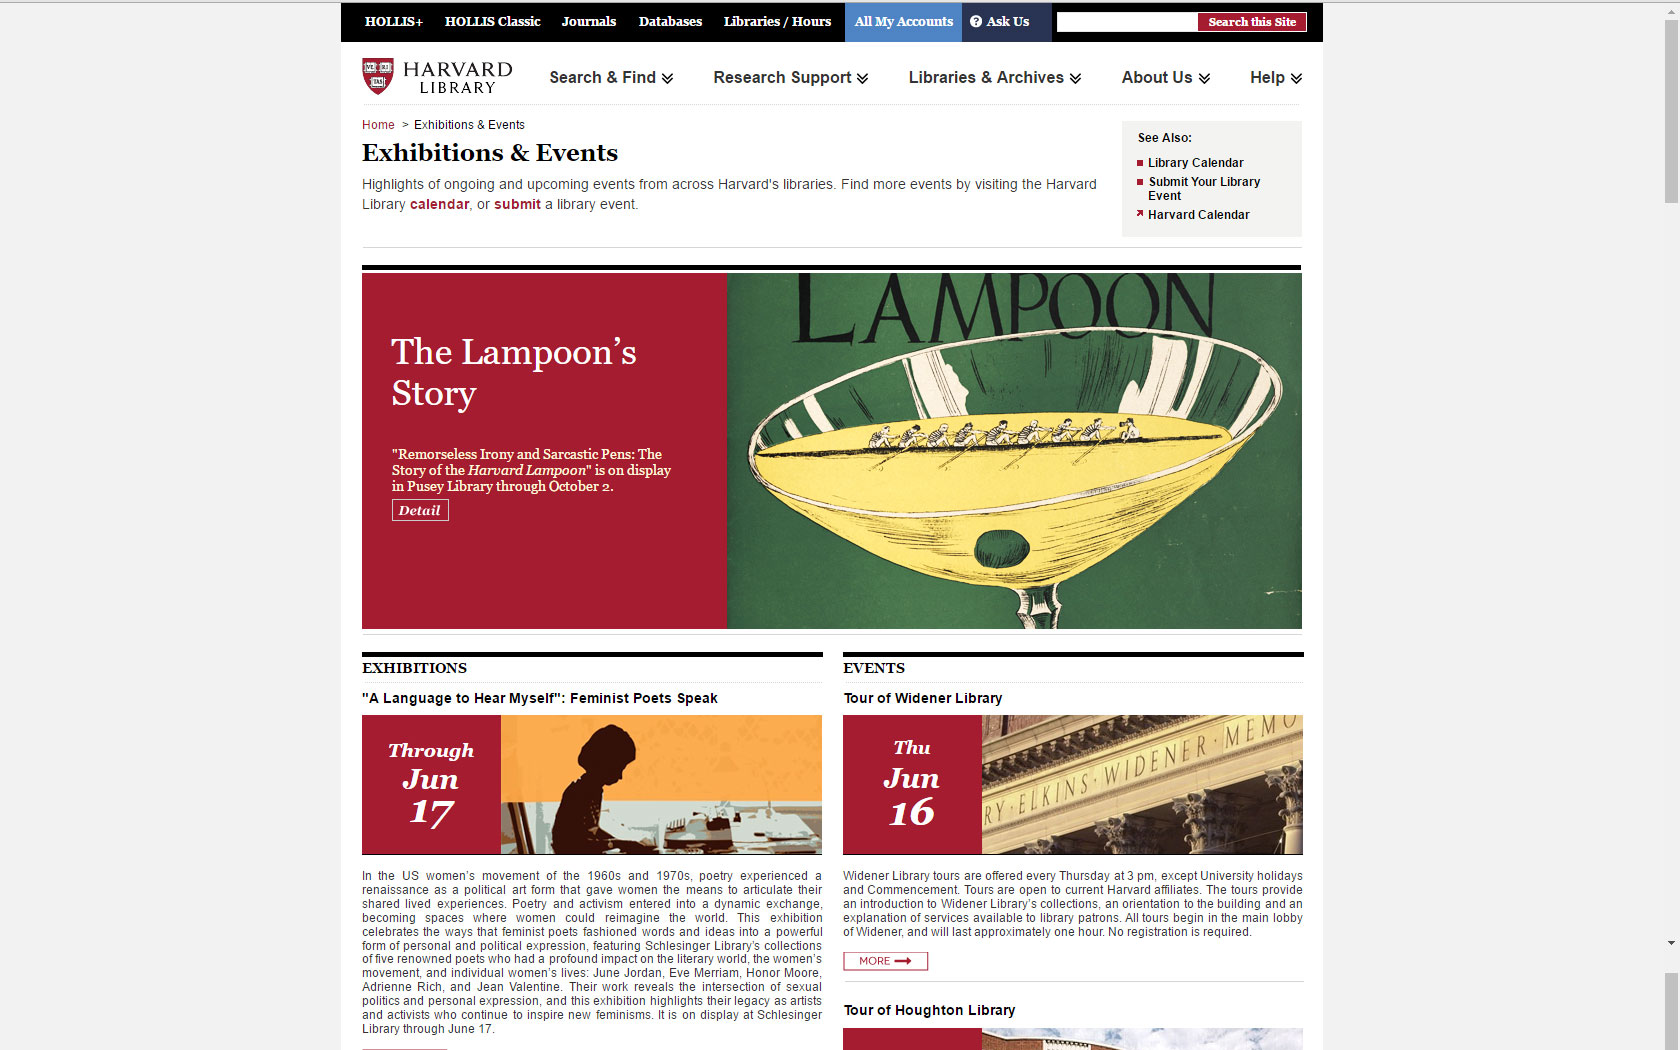 HOLLIS+ HOLLIS Classic Journals Databases Libraries / Hours All My Accounts Ask Us Search this Site
VE RI TAS
HARVARD
LIBRARY
Search & Find Research Support Libraries & Archives About Us Help
Home > Exhibitions & Events
Exhibitions & Events
Highlights of ongoing and upcoming events from across Harvard's libraries. Find more events by visiting the Harvard
Library calendar, or submit a library event.
See Also:
Library Calendar
Submit Your Library
Event
Harvard Calendar
The Lampoon’s
Story
"Remorseless Irony and Sarcastic Pens: The
Story of the Harvard Lampoon" is on display
in Pusey Library through October 2.
Detail
LAMPOON
EXHIBITIONS
"A Language to Hear Myself": Feminist Poets Speak
Through
Jun
17
In the US women’s movement of the 1960s and 1970s, poetry experienced a
renaissance as a political art form that gave women the means to articulate their
shared lived experiences. Poetry and activism entered into a dynamic exchange,
becoming spaces where women could reimagine the world. This exhibition
celebrates the ways that feminist poets fashioned words and ideas into a powerful
form of personal and political expression, featuring Schlesinger Library’s collections
of five renowned poets who had a profound impact on the literary world, the women’s
movement, and individual women’s lives: June Jordan, Eve Merriam, Honor Moore,
Adrienne Rich, and Jean Valentine. Their work reveals the intersection of sexual
politics and personal expression, and this exhibition highlights their legacy as artists
and activists who continue to inspire new feminisms. It is on display at Schlesinger
Library through June 17.
EVENTS
Tour of Widener Library
Thu
Jun
16
RY · ELKINS · WIDENER · MEMO
Widener Library tours are offered every Thursday at 3 pm, except University holidays
and Commencement. Tours are open to current Harvard affiliates. The tours provide
an introduction to Widener Library’s collections, an orientation to the building and an
explanation of services available to library patrons. All tours begin in the main lobby
of Widener, and will last approximately one hour. No registration is required.
MORE
Tour of Houghton Library